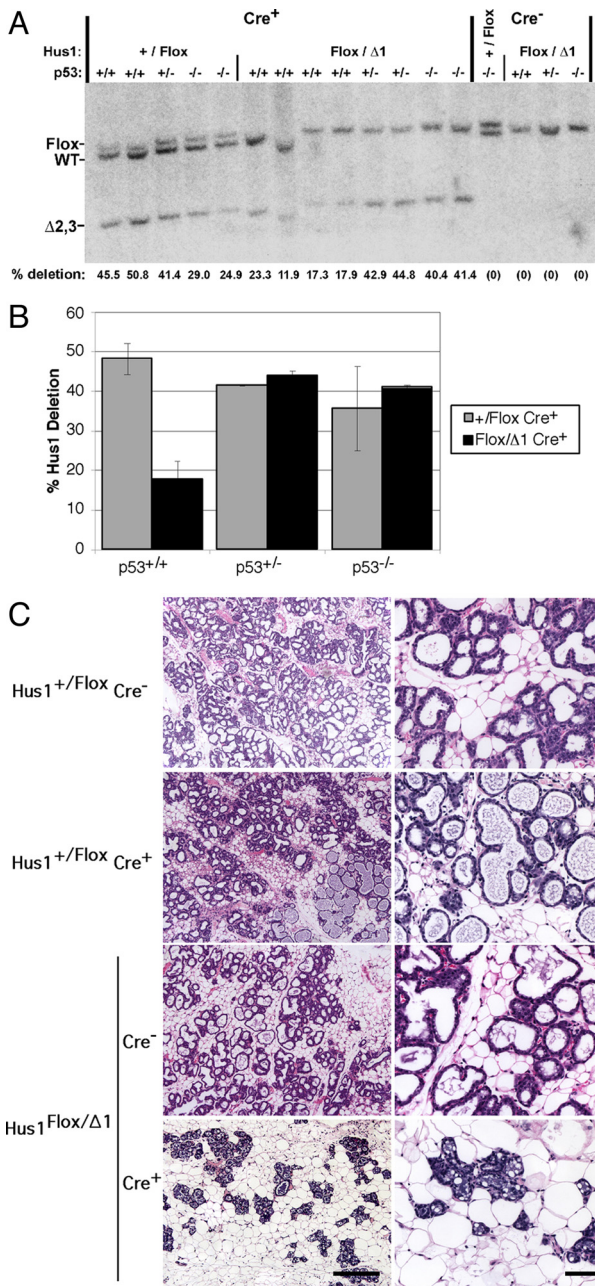 A
Cre+ Cre-
Hus1: + / Flox Flox / Δ1 + / Flox Flox / Δ1
p53: +/+ +/+ +/- -/- -/- +/+ +/+ +/+ +/+ +/- +/- -/- -/- -/- +/+ +/- -/-
Flox-
WT-
Δ2,3-
% deletion: 45.5 50.8 41.4 29.0 24.9 23.3 11.9 17.3 17.9 42.9 44.8 40.4 41.4 (0) (0) (0) (0)
B
% Hus1 Deletion
60
50
40
30
20
10
0
p53+/+ p53+/- p53-/-
+/Flox Cre+
Flox/Δ1 Cre+
C
Hus1+/Flox Cre-
Hus1+/Flox Cre+
Cre-
Hus1Flox/Δ1
Cre+